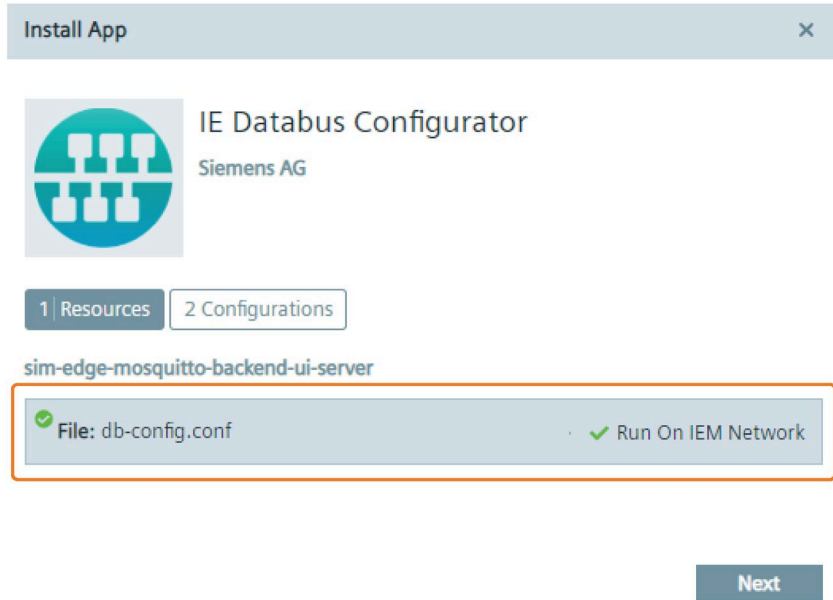 Install App ×
IE Databus Configurator
Siemens AG
1 Resources 2 Configurations
sim-edge-mosquitto-backend-ui-server
File: db-config.conf Run On IEM Network
Next